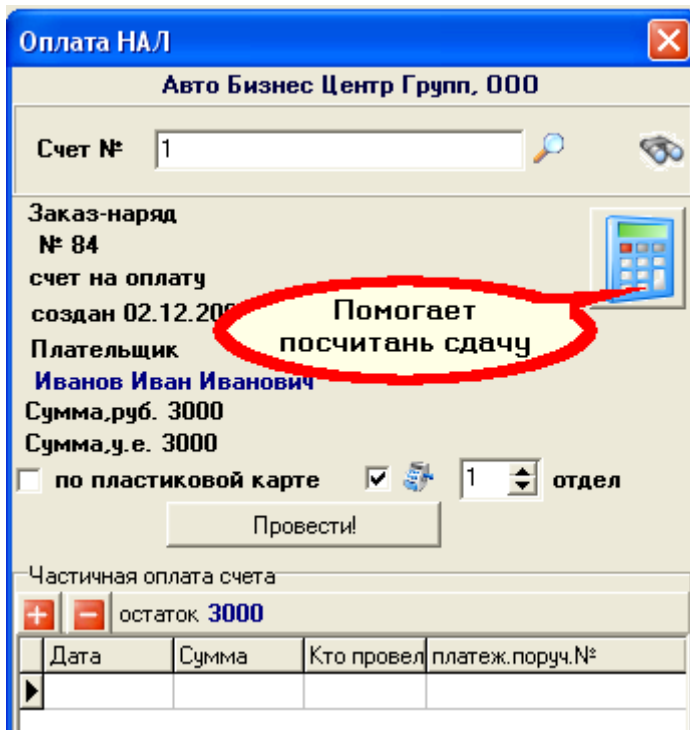 Оплата НАЛ
Авто Бизнес Центр Групп, ООО
Счет № 1
Заказ-наряд
№ 84
счет на оплату
создан 02.12.20
Помогает
посчитань сдачу
Плательщик
Иванов Иван Иванович
Сумма,руб. 3000
Сумма,у.е. 3000
по пластиковой карте 1 отдел
Провести!
Частичная оплата счета
остаток 3000
Дата Сумма Кто провел платеж.поруч.№